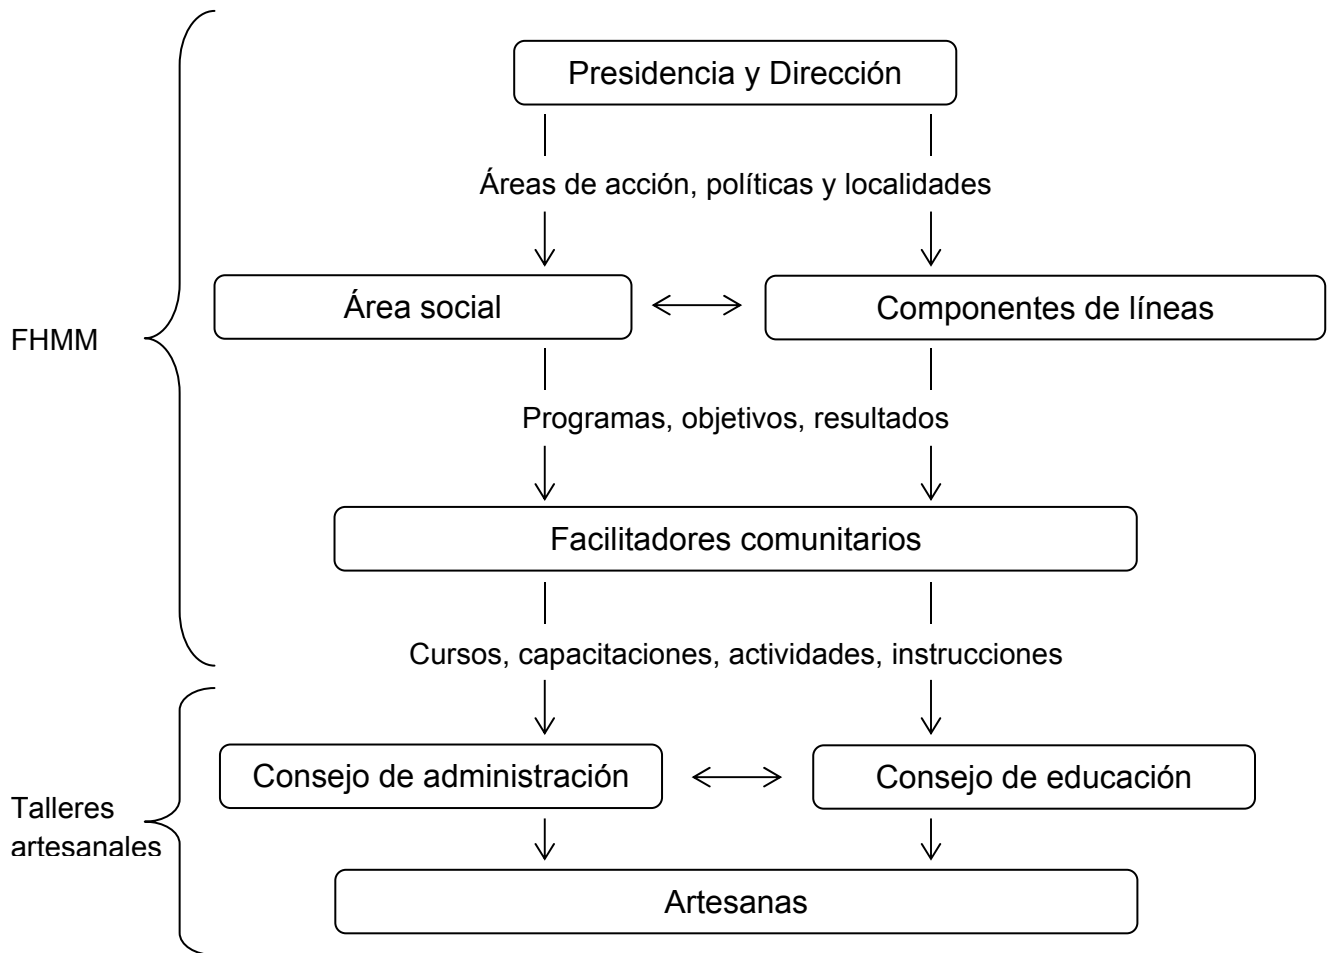 Presidencia y Dirección
Áreas de acción, políticas y localidades
Área social
Componentes de líneas
FHMM
Programas, objetivos, resultados
Facilitadores comunitarios
Cursos, capacitaciones, actividades, instrucciones
Consejo de administración
Consejo de educación
Talleres
artesanales
Artesanas